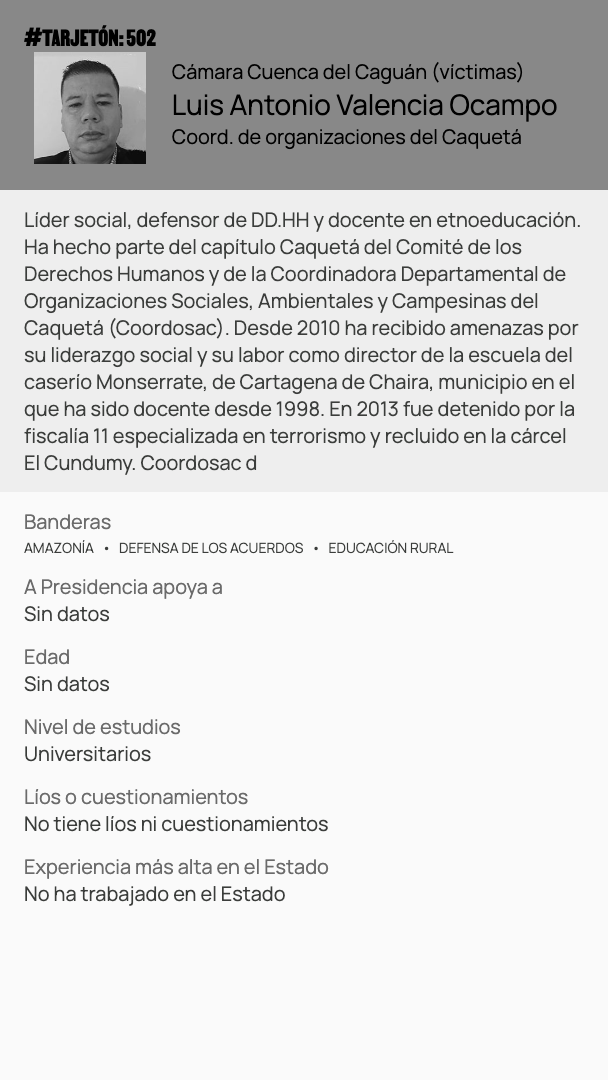 #TARJETÓN: 502
Cámara Cuenca del Caguán (víctimas)
Luis Antonio Valencia Ocampo
Coord. de organizaciones del Caquetá
Líder social, defensor de DD.HH y docente en etnoeducación.
Ha hecho parte del capítulo Caquetá del Comité de los
Derechos Humanos y de la Coordinadora Departamental de
Organizaciones Sociales, Ambientales y Campesinas del
Caquetá (Coordosac). Desde 2010 ha recibido amenazas por
su liderazgo social y su labor como director de la escuela del
caserío Monserrate, de Cartagena de Chaira, municipio en el
que ha sido docente desde 1998. En 2013 fue detenido por la
fiscalía 11 especializada en terrorismo y recluido en la cárcel
El Cundumy. Coordosac d
Banderas
AMAZONÍA • DEFENSA DE LOS ACUERDOS • EDUCACIÓN RURAL
A Presidencia apoya a
Sin datos
Edad
Sin datos
Nivel de estudios
Universitarios
Líos o cuestionamientos
No tiene líos ni cuestionamientos
Experiencia más alta en el Estado
No ha trabajado en el Estado